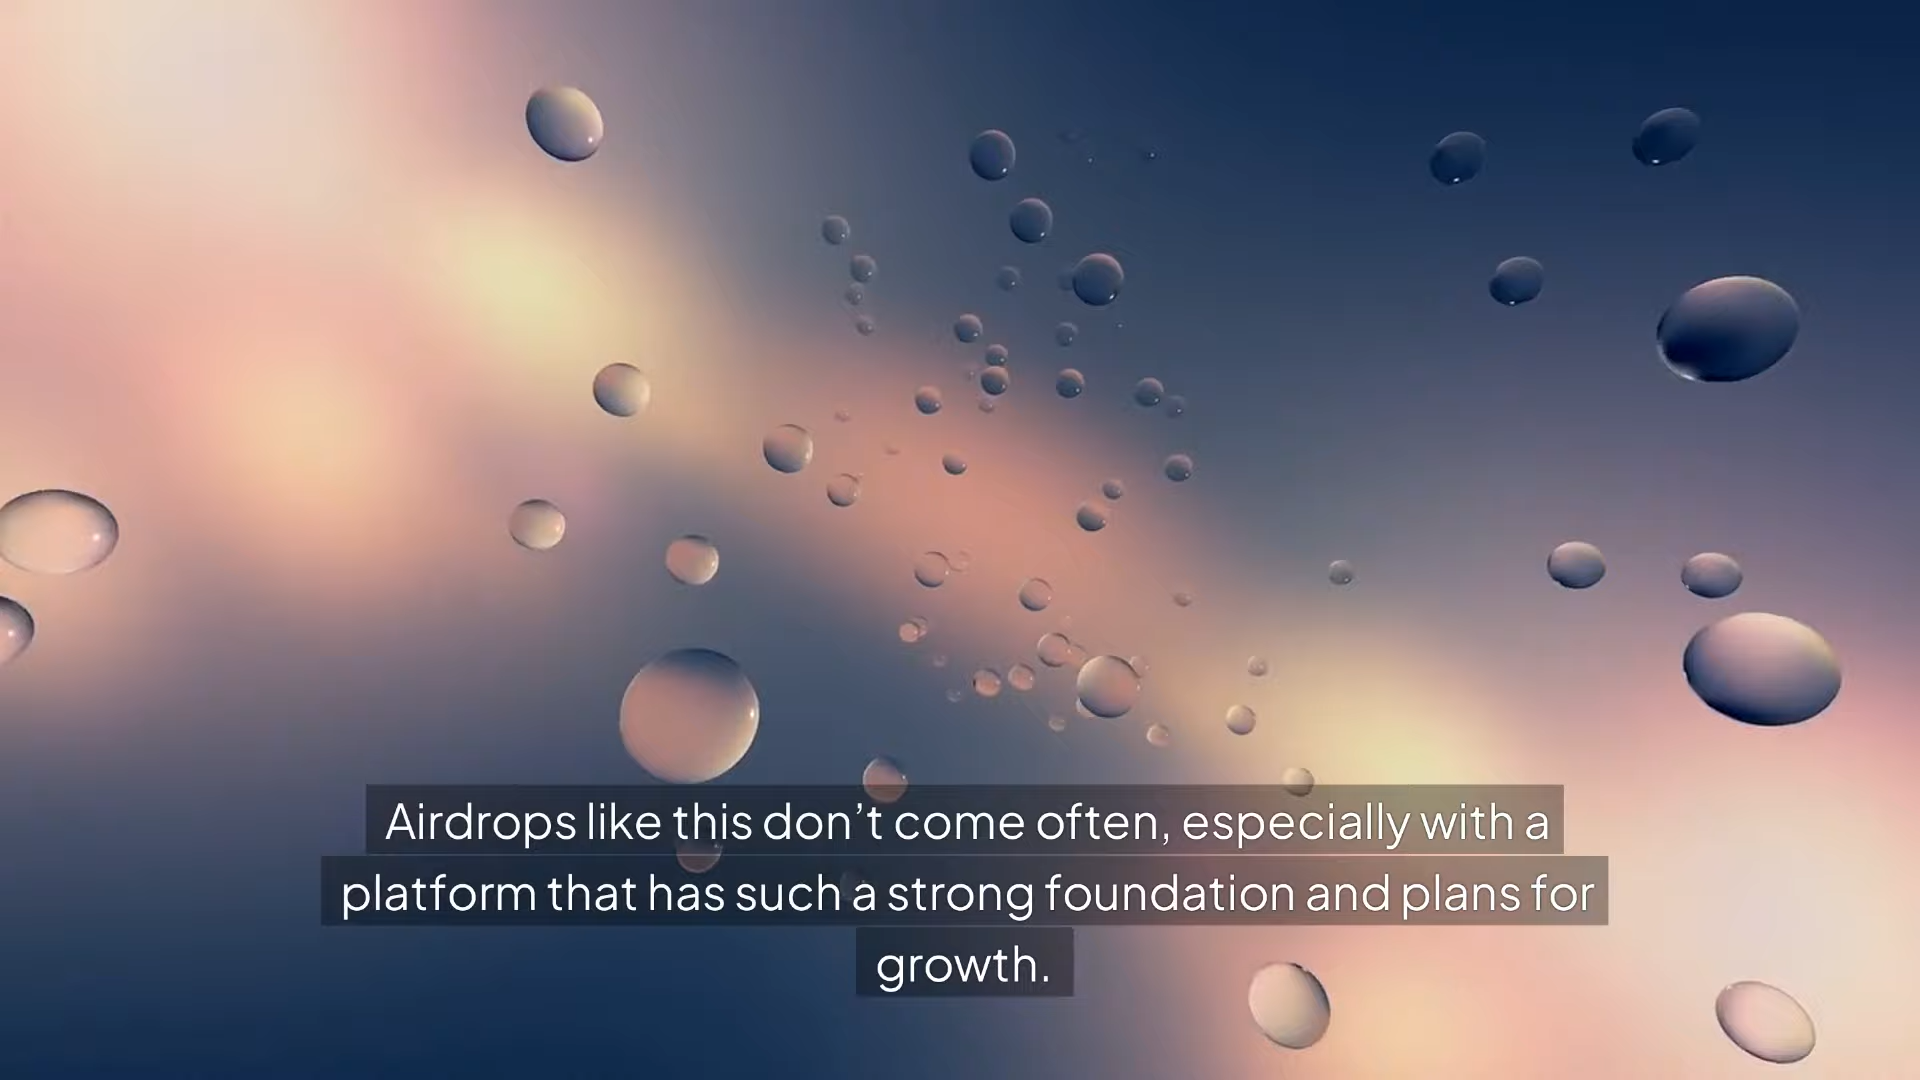 Airdrops like this don’t come often, especially with a
platform that has such a strong foundation and plans for
growth.